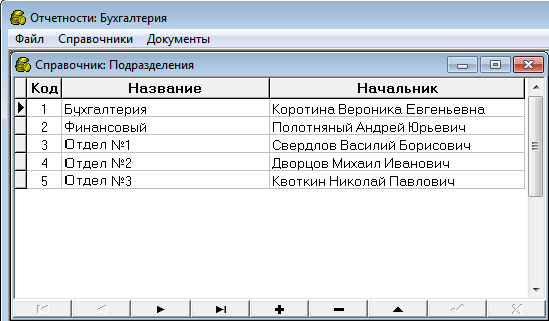 Отчетности: Бухгалтерия
Файл Справочники Документы
Справочник: Подразделения
Код Название Начальник
1 Бухгалтерия Коротина Вероника Евгеньевна
2 Финансовый Полотняный Андрей Юрьевич
3 Отдел №1 Свердлов Василий Борисович
4 Отдел №2 Дворцов Михаил Иванович
5 Отдел №3 Квоткин Николай Павлович